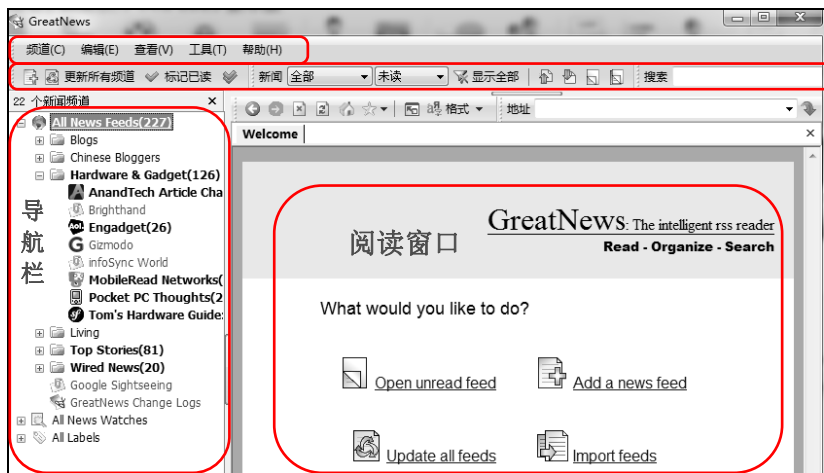 GreatNews
频道(C) 编辑(E) 查看(V) 工具(T) 帮助(H)
更新所有频道 标记已读 新闻 全部 未读 显示全部 搜索
22 个新闻频道 格式 地址
All News Feeds(227)
Welcome
Blogs
Chinese Bloggers
Hardware & Gadget(126)
AnandTech Article Cha
Brighthand
Engadget(26)
Gizmodo
infoSync World
MobileRead Networks(
Pocket PC Thoughts(2
Tom's Hardware Guide:
Living
Top Stories(81)
Wired News(20)
Google Sightseeing
GreatNews Change Logs
All News Watches
All Labels
导航栏
阅读窗口
GreatNews: The intelligent rss reader
Read - Organize - Search
What would you like to do?
Open unread feed Add a news feed
Update all feeds Import feeds